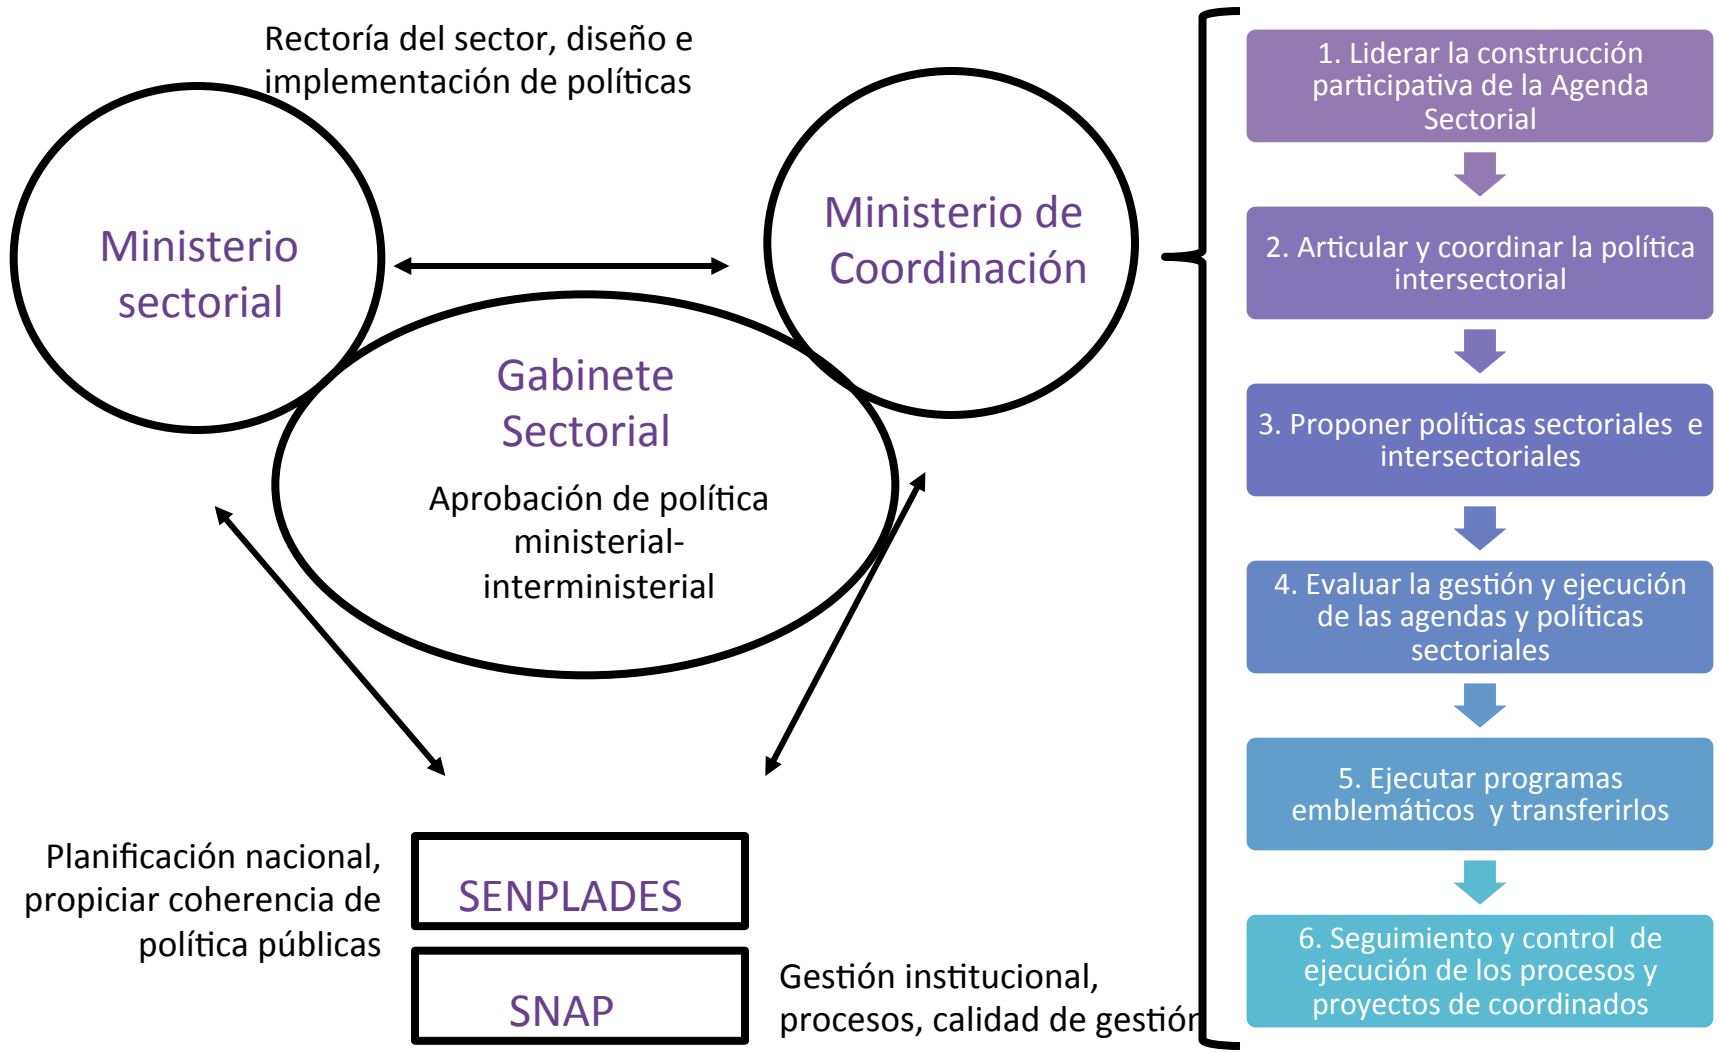 Rectoría del sector, diseño e
implementación de políticas
Ministerio
sectorial
Ministerio de
Coordinación
Gabinete
Sectorial
Aprobación de política
ministerial-
interministerial
Planificación nacional,
propiciar coherencia de
política públicas
SENPLADES
SNAP
Gestión institucional,
procesos, calidad de gestión
1. Liderar la construcción
participativa de la Agenda
Sectorial
2. Articular y coordinar la política
intersectorial
3. Proponer políticas sectoriales e
intersectoriales
4. Evaluar la gestión y ejecución
de las agendas y políticas
sectoriales
5. Ejecutar programas
emblemáticos y transferirlos
6. Seguimiento y control de
ejecución de los procesos y
proyectos de coordinados